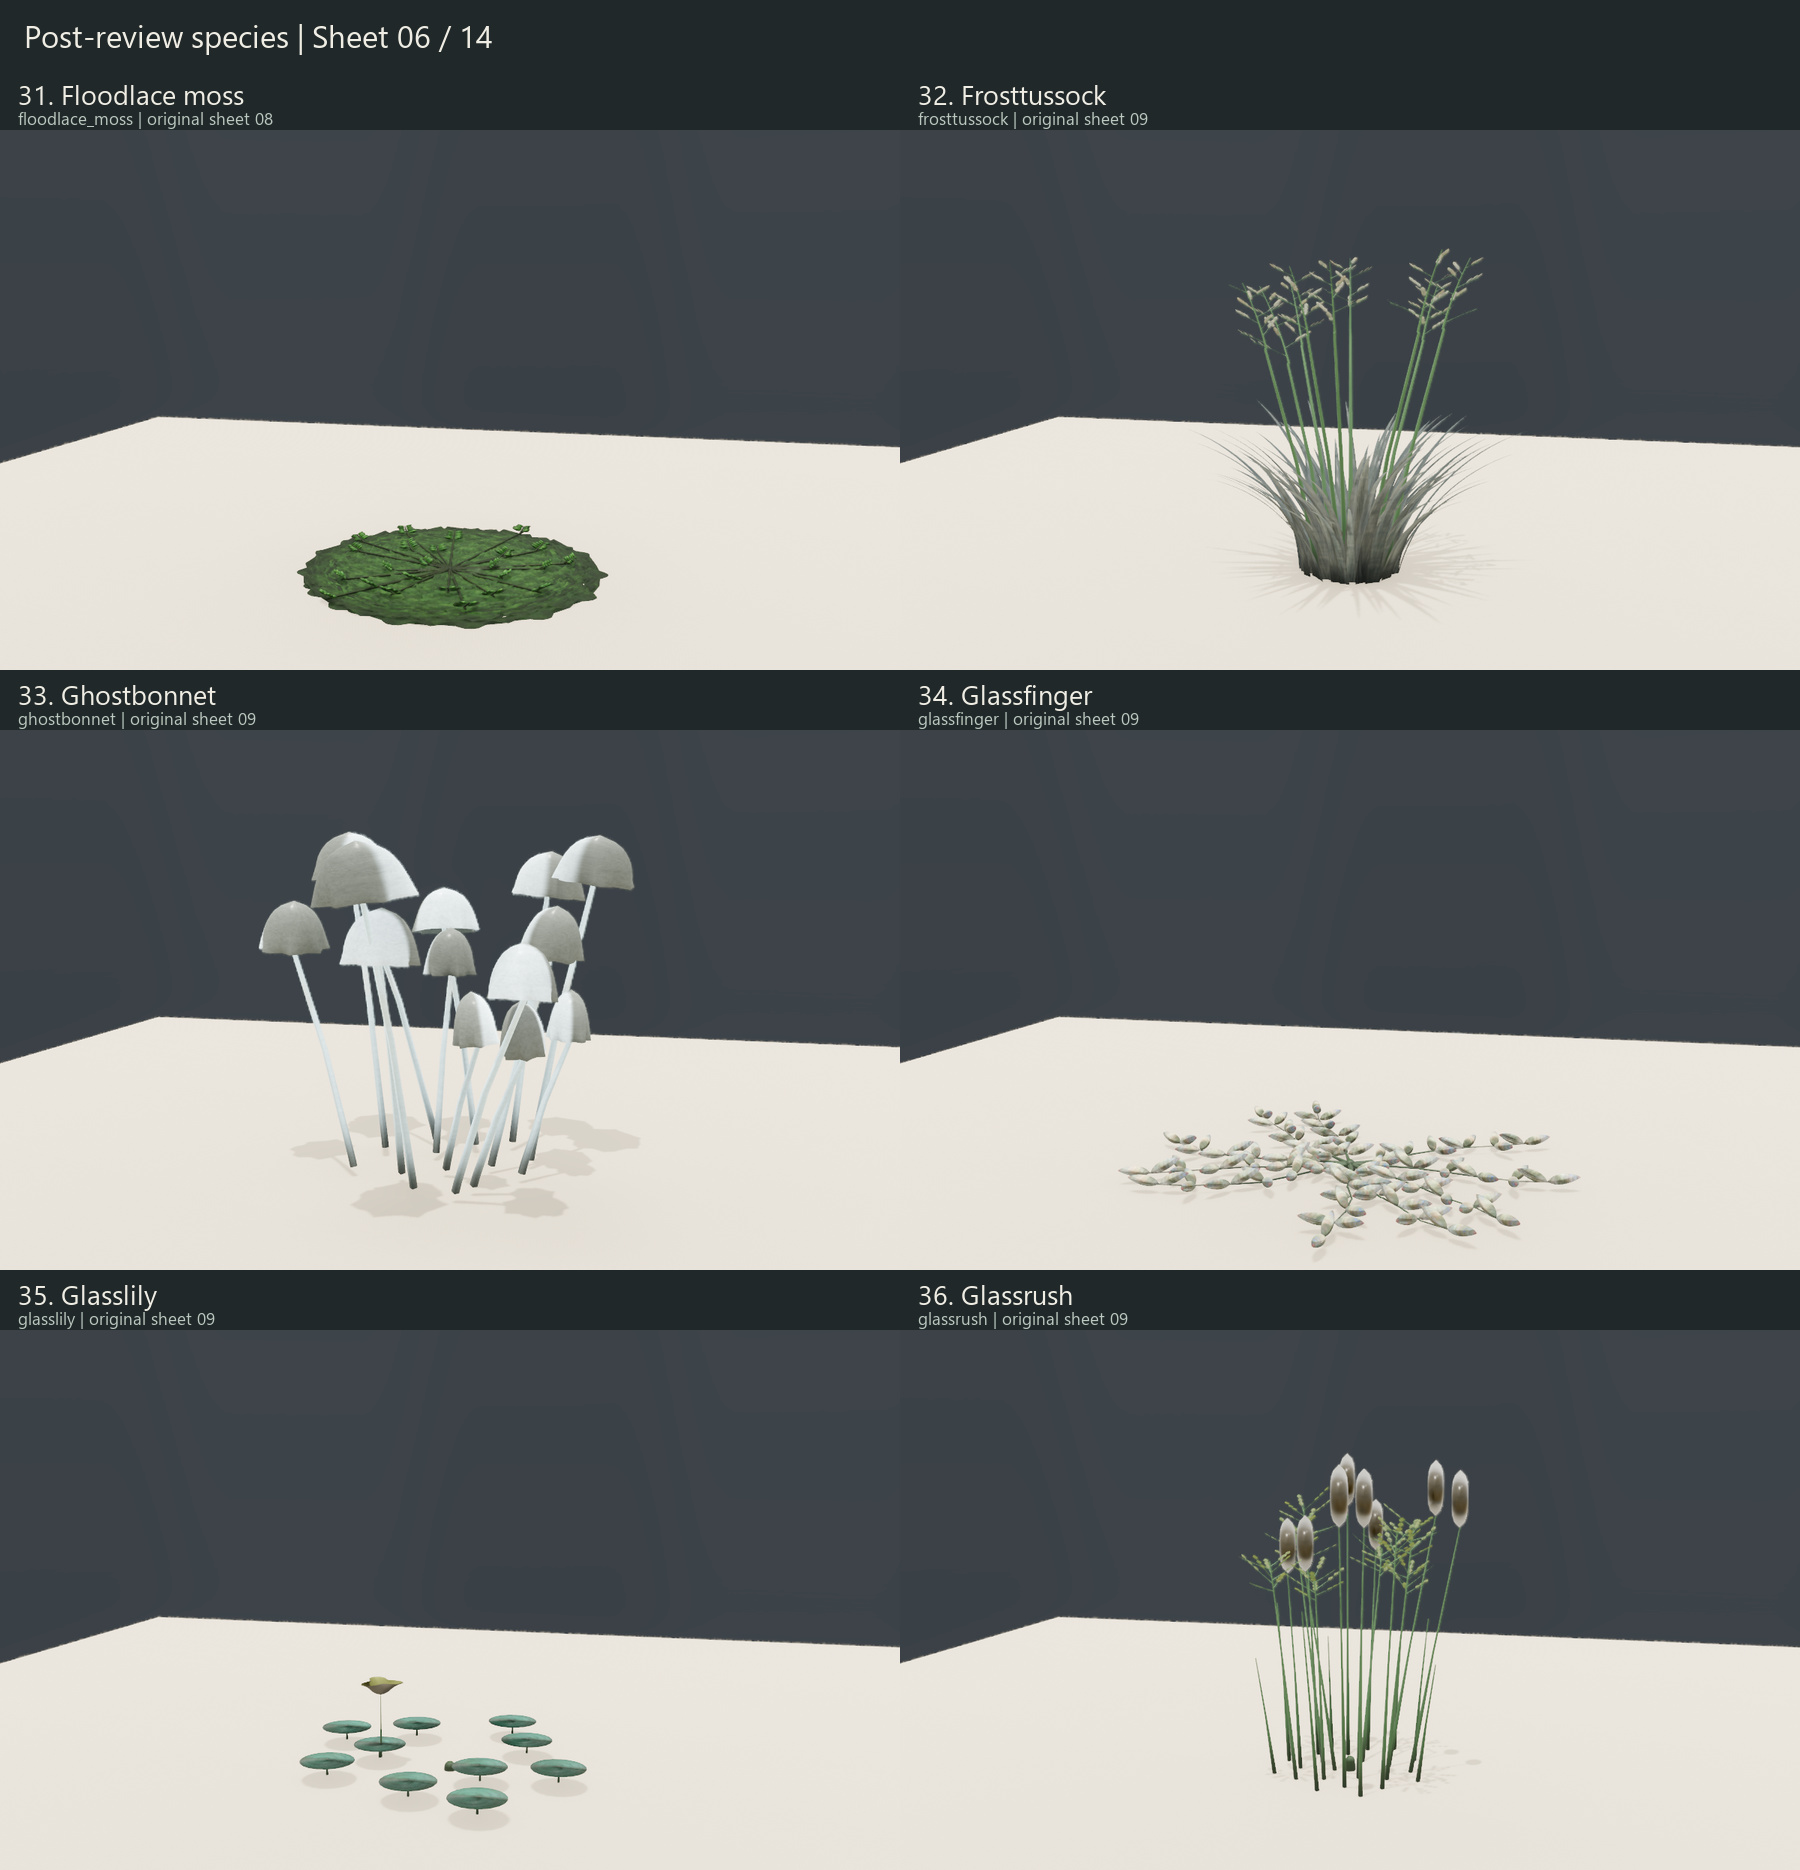 Post-review species | Sheet 06 / 14
31. Floodlace moss
floodlace_moss | original sheet 08
32. Frosttussock
frosttussock | original sheet 09
33. Ghostbonnet
ghostbonnet | original sheet 09
34. Glassfinger
glassfinger | original sheet 09
35. Glasslily
glasslily | original sheet 09
36. Glassrush
glassrush | original sheet 09